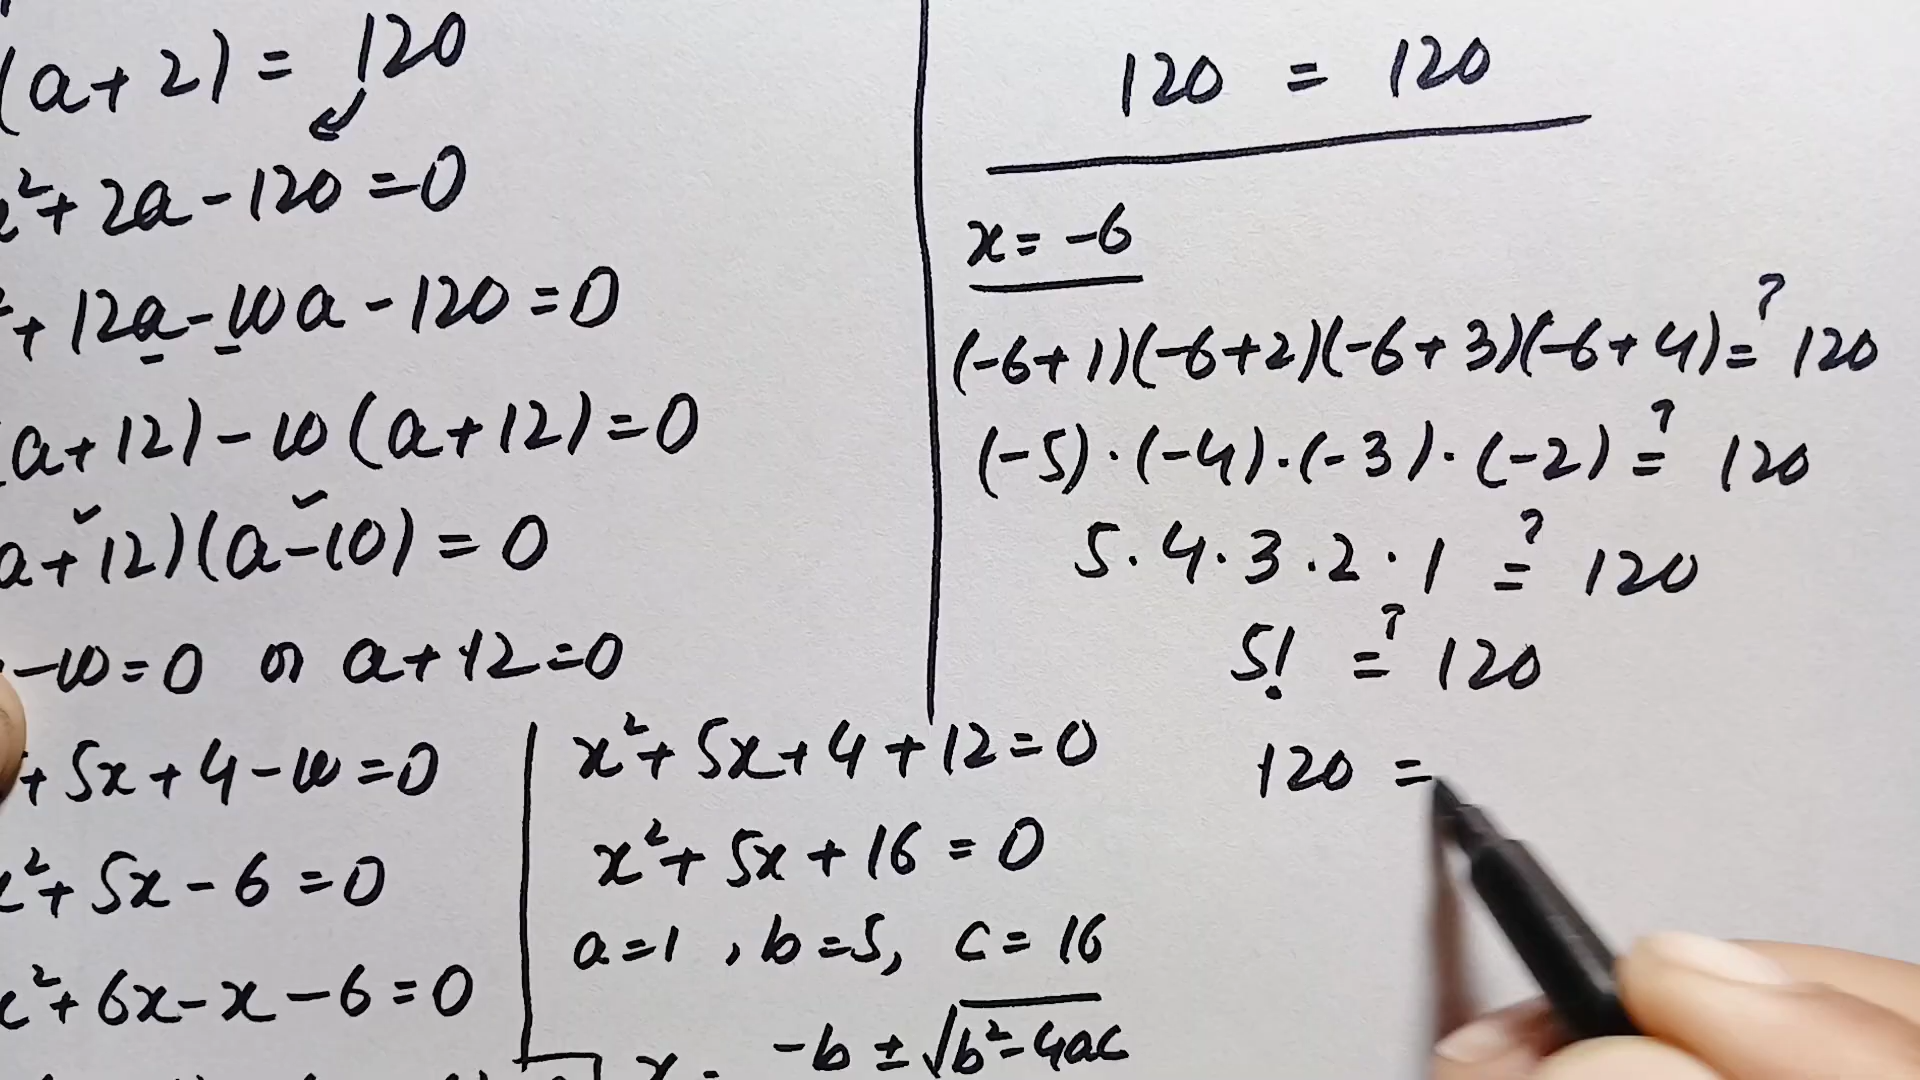 (a+2) = 120
² + 2a - 120 = 0
+ 12a - 10a - 120 = 0
(a+12) - 10 (a+12) = 0
a+12)(a-10) = 0
-10 = 0 or a+12 = 0
+ 5x + 4 - 10 = 0
x² + 5x - 6 = 0
x² + 6x - x - 6 = 0
x² + 5x + 4 + 12 = 0
x² + 5x + 16 = 0
a = 1 , b = 5, c = 16
-b ± √b² - 4ac
120 = 120
x = -6
(-6+1)(-6+2)(-6+3)(-6+4) =? 120
(-5)·(-4)·(-3)·(-2) =? 120
5·4·3·2·1 =? 120
5! =? 120
120 =